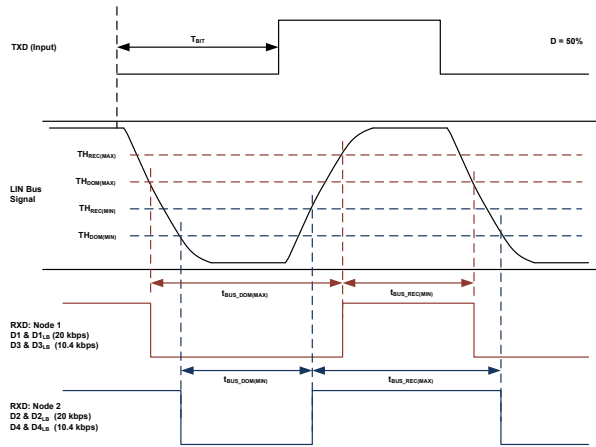 TXD (Input)
TBIT
D = 50%
LIN Bus
Signal
THREC(MAX)
THDOM(MAX)
THREC(MIN)
THDOM(MIN)
tBUS_DOM(MAX)
tBUS_REC(MIN)
RXD: Node 1
D1 & D1LB (20 kbps)
D3 & D3LB (10.4 kbps)
tBUS_DOM(MIN)
tBUS_REC(MAX)
RXD: Node 2
D2 & D2LB (20 kbps)
D4 & D4LB (10.4 kbps)